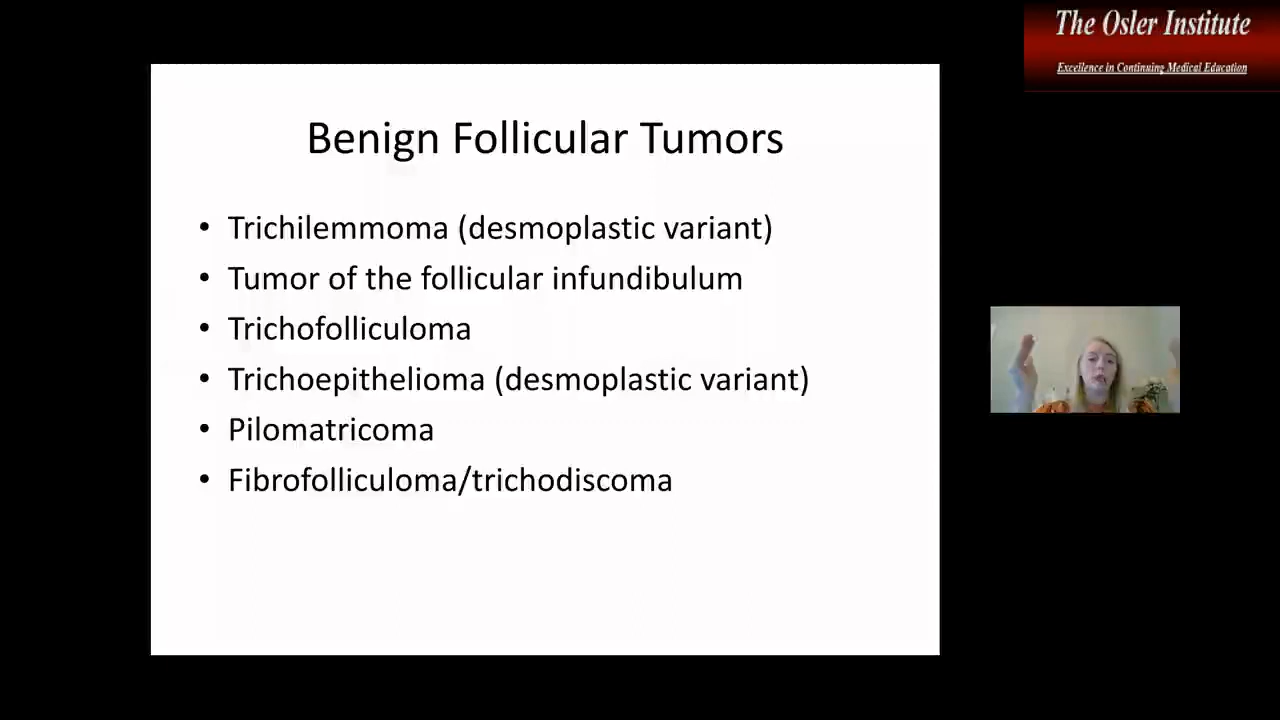 The Osler Institute
Excellence in Continuing Medical Education
Benign Follicular Tumors
• Trichilemmoma (desmoplastic variant)
• Tumor of the follicular infundibulum
• Trichofolliculoma
• Trichoepithelioma (desmoplastic variant)
• Pilomatricoma
• Fibrofolliculoma/trichodiscoma